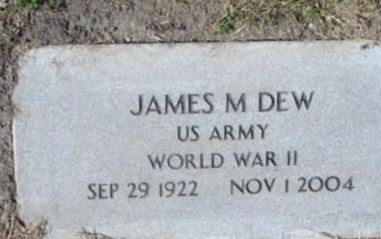 JAMES M DEW
US ARMY
WORLD WAR II
SEP 29 1922 NOV 1 2004